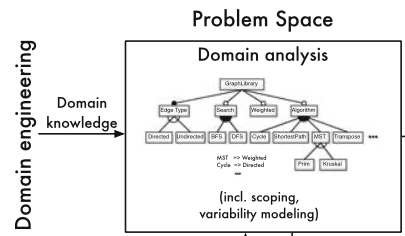 Problem Space
Domain engineering
Domain
knowledge
Domain analysis
GraphLibrary
Edge Type Search Weighted Algorithm
Directed Undirected BFS DFS Cycle ShortestPath MST Transpose •••
Prim Kruskal
MST => Weighted
Cycle => Directed
•••
(incl. scoping,
variability modeling)